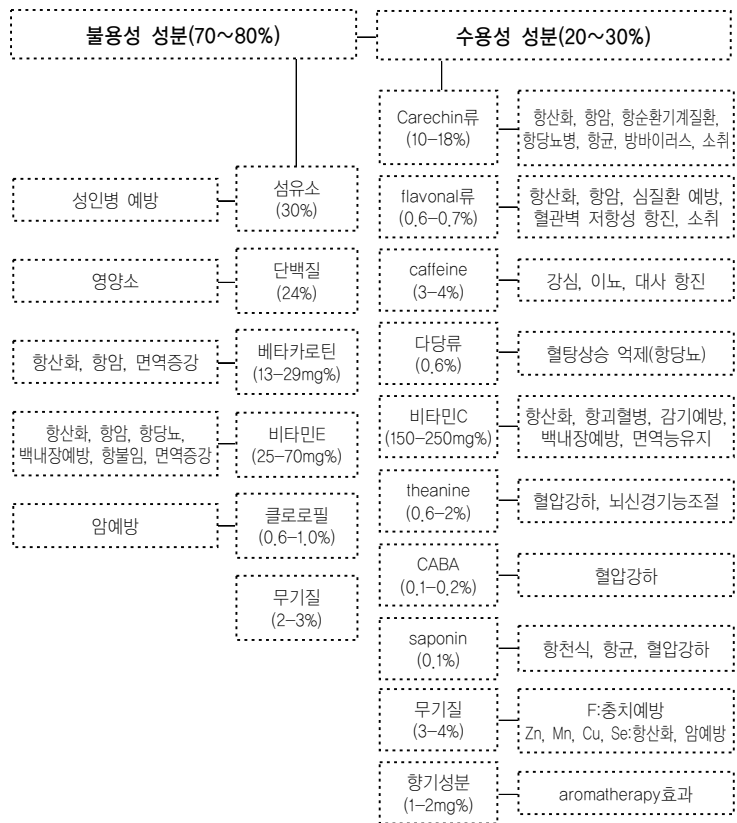 불용성 성분(70~80%)
수용성 성분(20~30%)
성인병 예방
섬유소
(30%)
영양소
단백질
(24%)
항산화, 항암, 면역증강
베타카로틴
(13-29mg%)
항산화, 항암, 항당뇨,
백내장예방, 항불임, 면역증강
비타민E
(25-70mg%)
암예방
클로로필
(0.6-1.0%)
무기질
(2-3%)
Carechin류
(10-18%)
항산화, 항암, 항순환기계질환,
항당뇨병, 항균, 방바이러스, 소취
flavonal류
(0.6-0.7%)
항산화, 항암, 심질환 예방,
혈관벽 저항성 항진, 소취
caffeine
(3-4%)
강심, 이뇨, 대사 항진
다당류
(0.6%)
혈탕상승 억제(항당뇨)
비타민C
(150-250mg%)
항산화, 항괴혈병, 감기예방,
백내장예방, 면역능유지
theanine
(0.6-2%)
혈압강하, 뇌신경기능조절
CABA
(0.1-0.2%)
혈압강하
saponin
(0.1%)
항천식, 항균, 혈압강하
무기질
(3-4%)
F:충치예방
Zn, Mn, Cu, Se:항산화, 암예방
향기성분
(1-2mg%)
aromatherapy효과